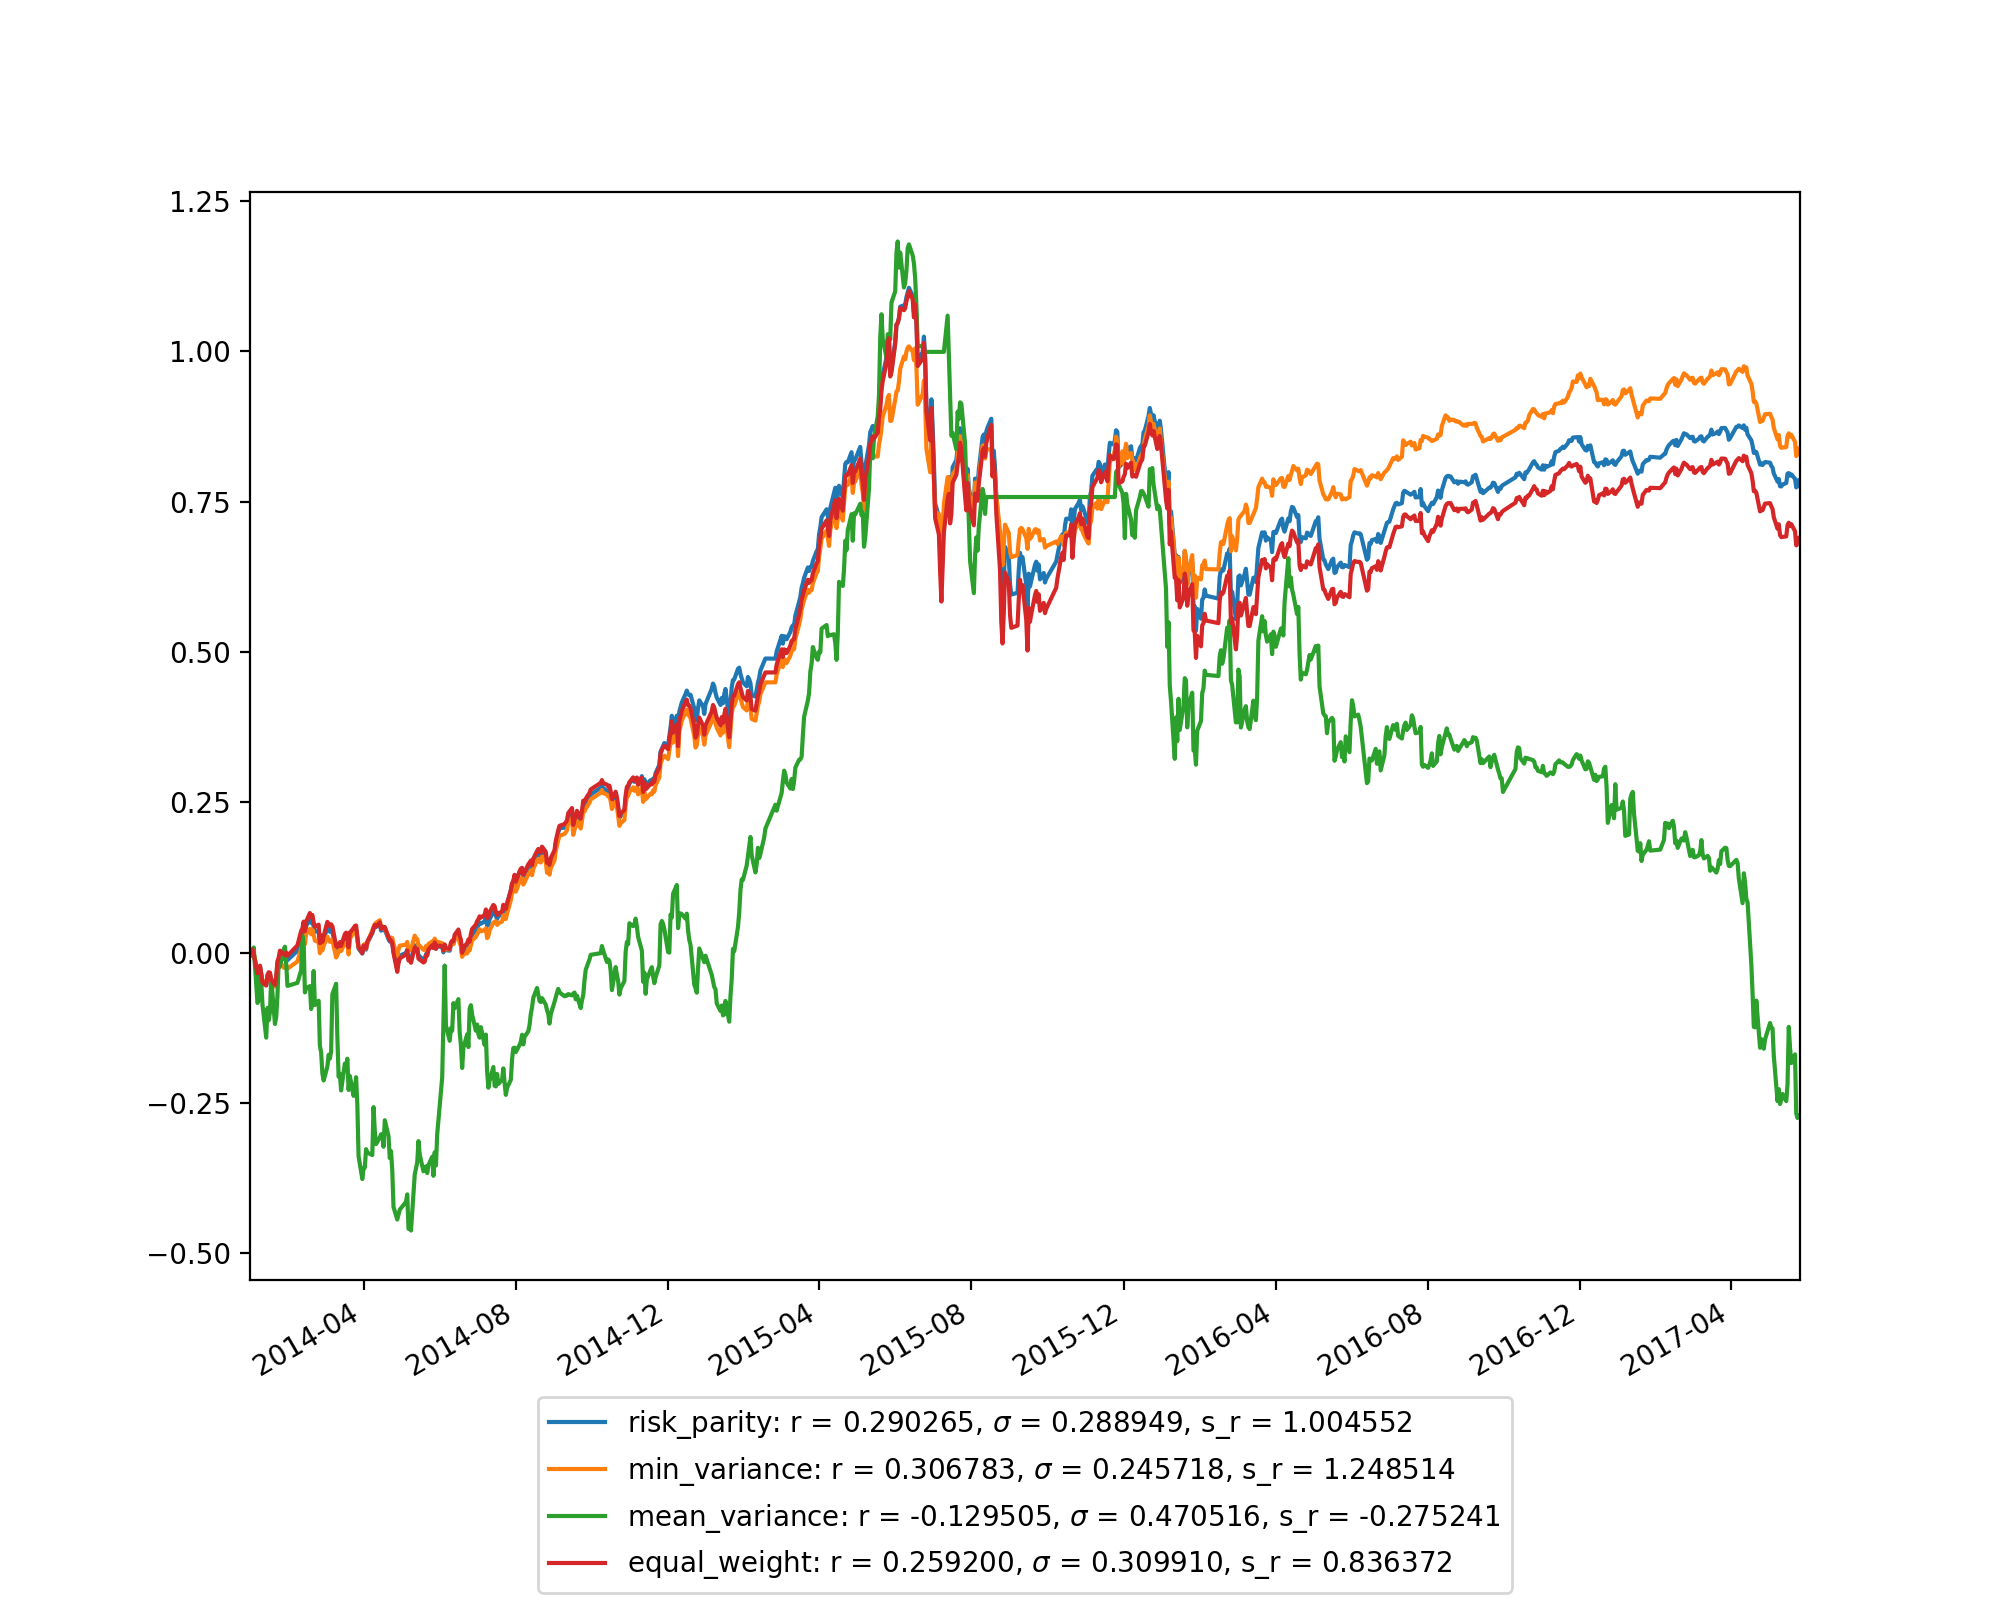 1.25
1.00
0.75
0.50
0.25
0.00
−0.25
−0.50
2014-04 2014-08 2014-12 2015-04 2015-08 2015-12 2016-04 2016-08 2016-12 2017-04
risk_parity: r = 0.290265, σ = 0.288949, s_r = 1.004552
min_variance: r = 0.306783, σ = 0.245718, s_r = 1.248514
mean_variance: r = -0.129505, σ = 0.470516, s_r = -0.275241
equal_weight: r = 0.259200, σ = 0.309910, s_r = 0.836372